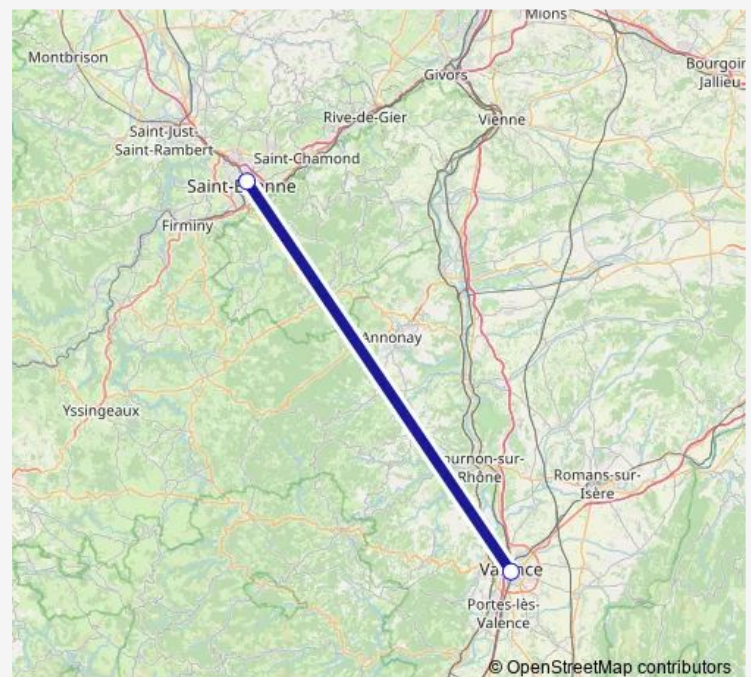 Mions
Montbrison
Bourgoin
Jallieu
Givors
Rive-de-Gier
Vienne
Saint-Just-
Saint-Rambert
Saint-Chamond
Firminy
Annonay
Yssingeaux
Rhône
Romans-sur-
Isère
Portes-lès-
Valence
© OpenStreetMap contributors